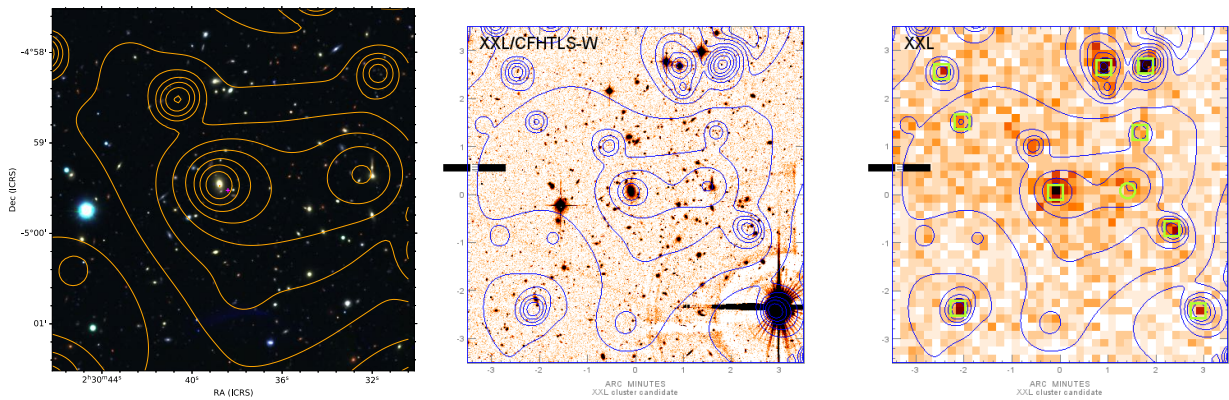 -4°58'
59'
-5°00'
01'
2ʰ30ᵐ44ˢ
40ˢ
36ˢ
32ˢ
RA (ICRS)
Dec (ICRS)
XXL/CFHTLS-W
3
2
1
0
-1
-2
-3
-3
-2
-1
0
1
2
3
ARC MINUTES
XXL cluster candidate
XXL
3
2
1
0
-1
-2
-3
-3
-2
-1
0
1
2
3
ARC MINUTES
XXL cluster candidate